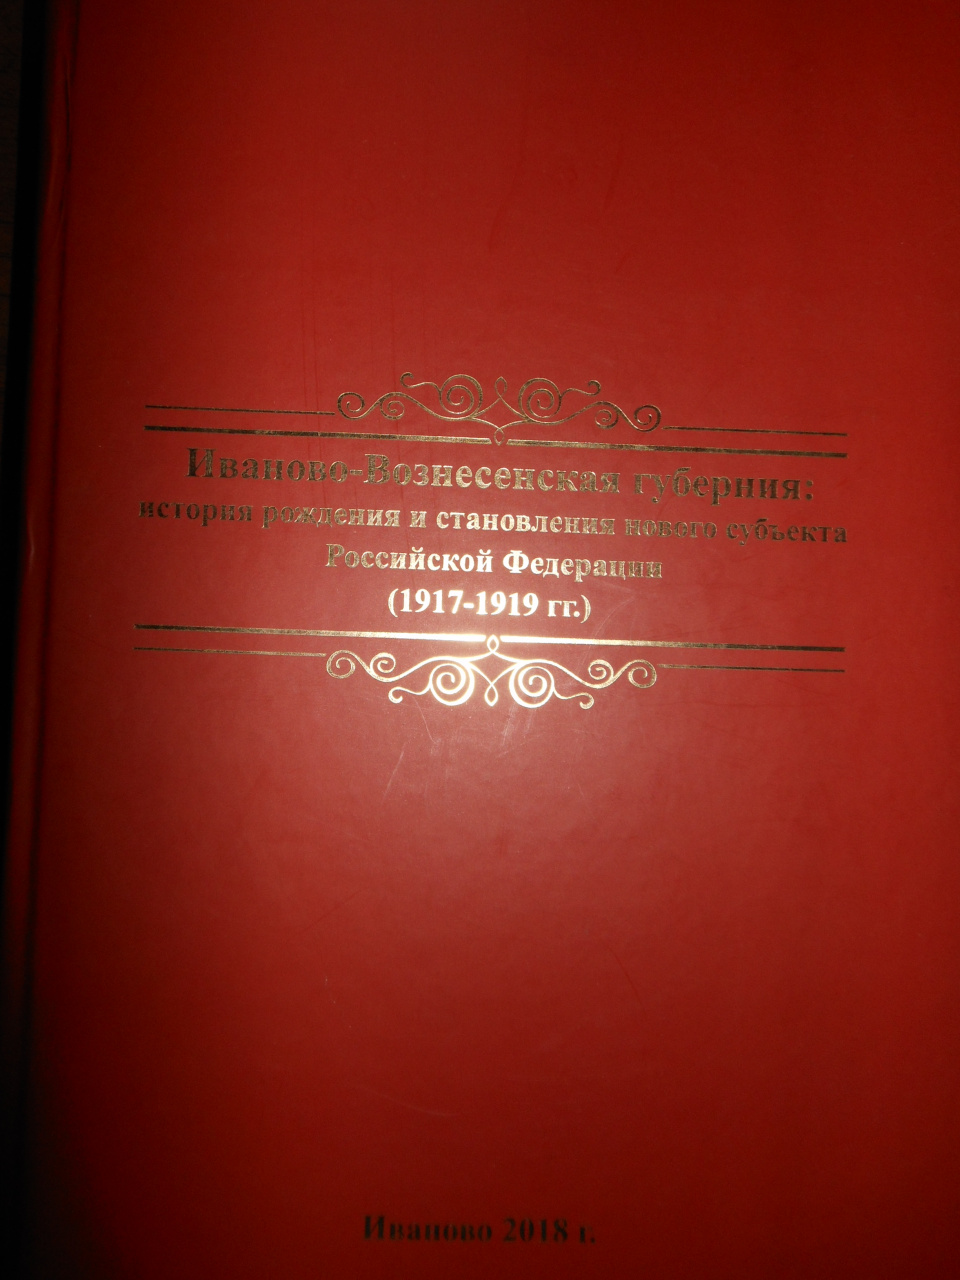 Иваново-Вознесенская губерния:
история рождения и становления нового субъекта
Российской Федерации
(1917-1919 гг.)
Иваново 2018 г.